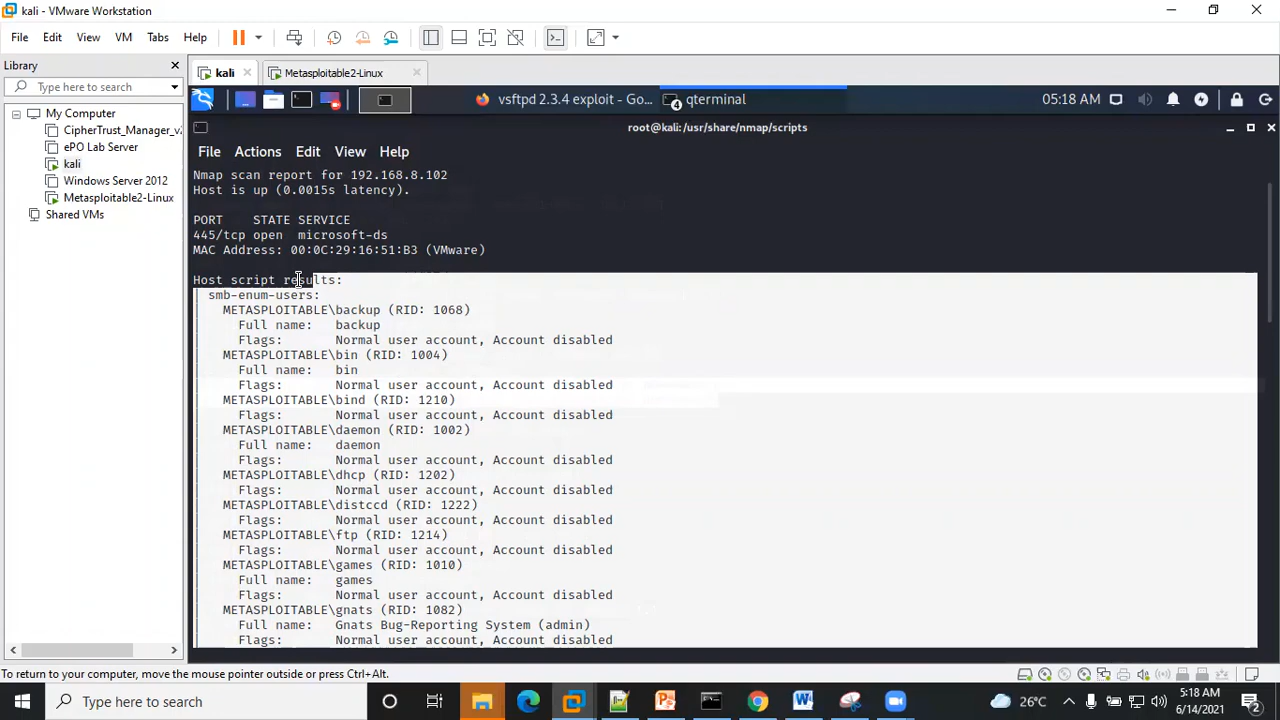 kali - VMware Workstation
File Edit View VM Tabs Help
Library
Type here to search
My Computer
CipherTrust_Manager_v
ePO Lab Server
kali
Windows Server 2012
Metasploitable2-Linux
Shared VMs
kali Metasploitable2-Linux
vsftpd 2.3.4 exploit - Go... 4 qterminal 05:18 AM
root@kali:/usr/share/nmap/scripts
File Actions Edit View Help
Nmap scan report for 192.168.8.102
Host is up (0.0015s latency).
PORT STATE SERVICE
445/tcp open microsoft-ds
MAC Address: 00:0C:29:16:51:B3 (VMware)
Host script results:
| smb-enum-users:
| METASPLOITABLE\backup (RID: 1068)
| Full name: backup
| Flags: Normal user account, Account disabled
| METASPLOITABLE\bin (RID: 1004)
| Full name: bin
| Flags: Normal user account, Account disabled
| METASPLOITABLE\bind (RID: 1210)
| Flags: Normal user account, Account disabled
| METASPLOITABLE\daemon (RID: 1002)
| Full name: daemon
| Flags: Normal user account, Account disabled
| METASPLOITABLE\dhcp (RID: 1202)
| Flags: Normal user account, Account disabled
| METASPLOITABLE\distccd (RID: 1222)
| Flags: Normal user account, Account disabled
| METASPLOITABLE\ftp (RID: 1214)
| Flags: Normal user account, Account disabled
| METASPLOITABLE\games (RID: 1010)
| Full name: games
| Flags: Normal user account, Account disabled
| METASPLOITABLE\gnats (RID: 1082)
| Full name: Gnats Bug-Reporting System (admin)
| Flags: Normal user account, Account disabled
To return to your computer, move the mouse pointer outside or press Ctrl+Alt.
Type here to search
26°C
5:18 AM
6/14/2021
2